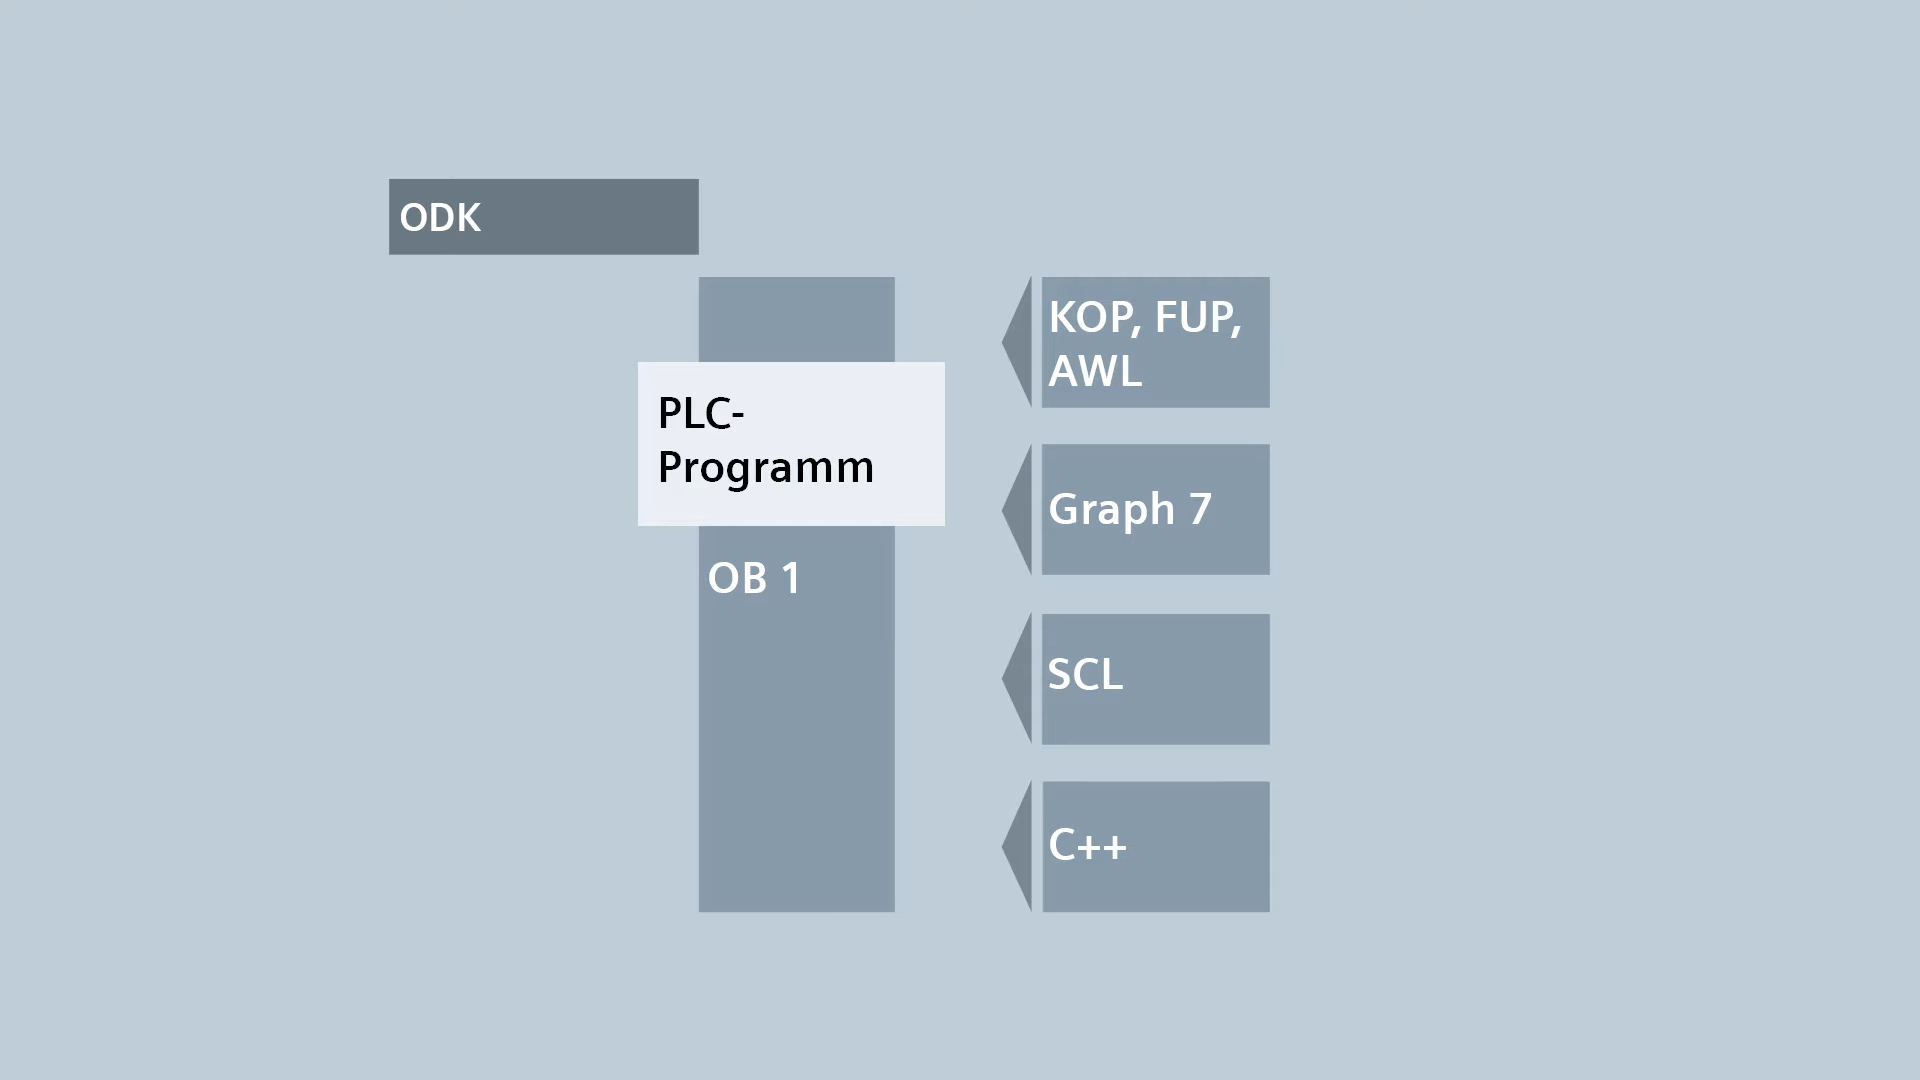 ODK
PLC-
Programm
OB 1
KOP, FUP,
AWL
Graph 7
SCL
C++